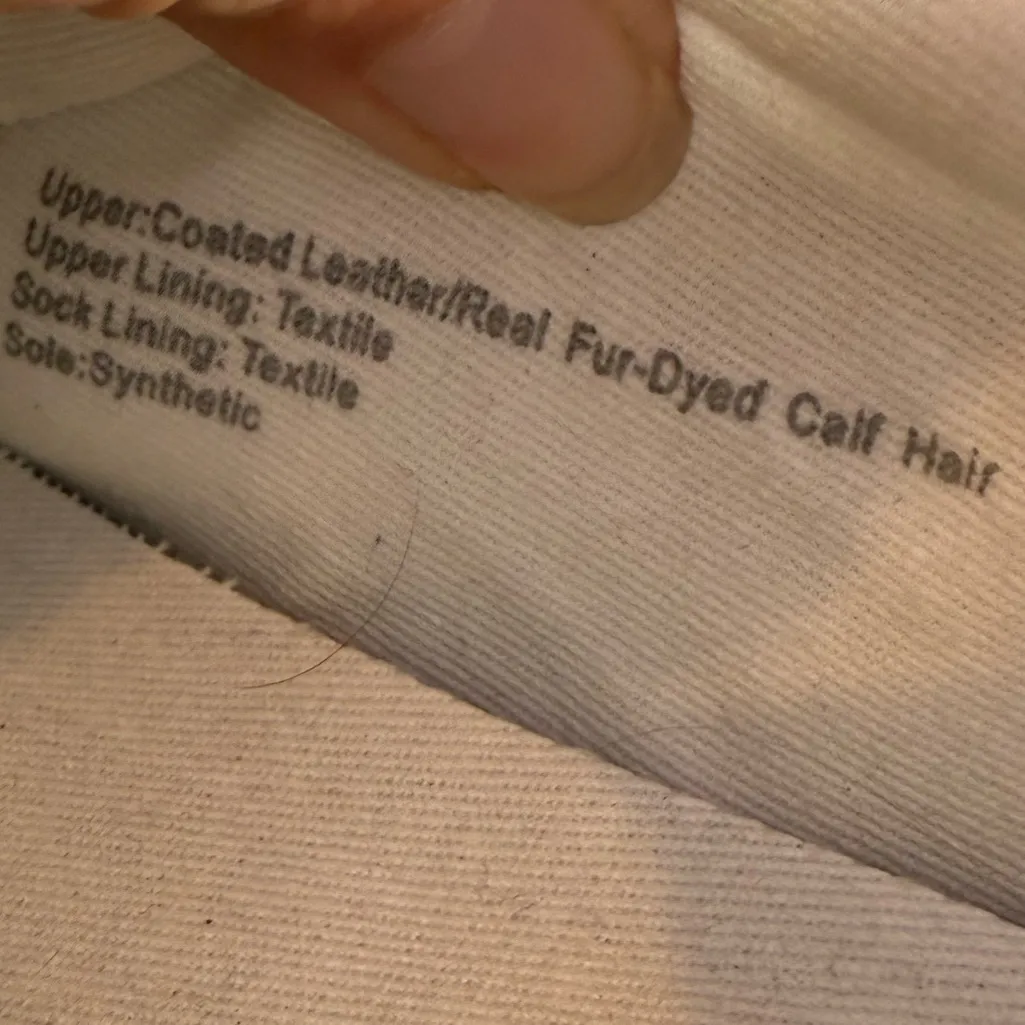 Upper:Coated Leather/Real Fur-Dyed Calf Hair
Upper Lining: Textile
Sock Lining: Textile
Sole:Synthetic